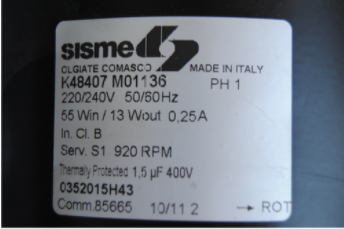 sisme
OLGIATE COMASCO MADE IN ITALY
K48407 M01136 PH 1
220/240V 50/60Hz
55 Win / 13 Wout 0,25A
In. Cl. B
Serv. S1 920 RPM
Thermally Protected 1,5 µF 400V
0352015H43
Comm.85665 10/11 2 → ROT